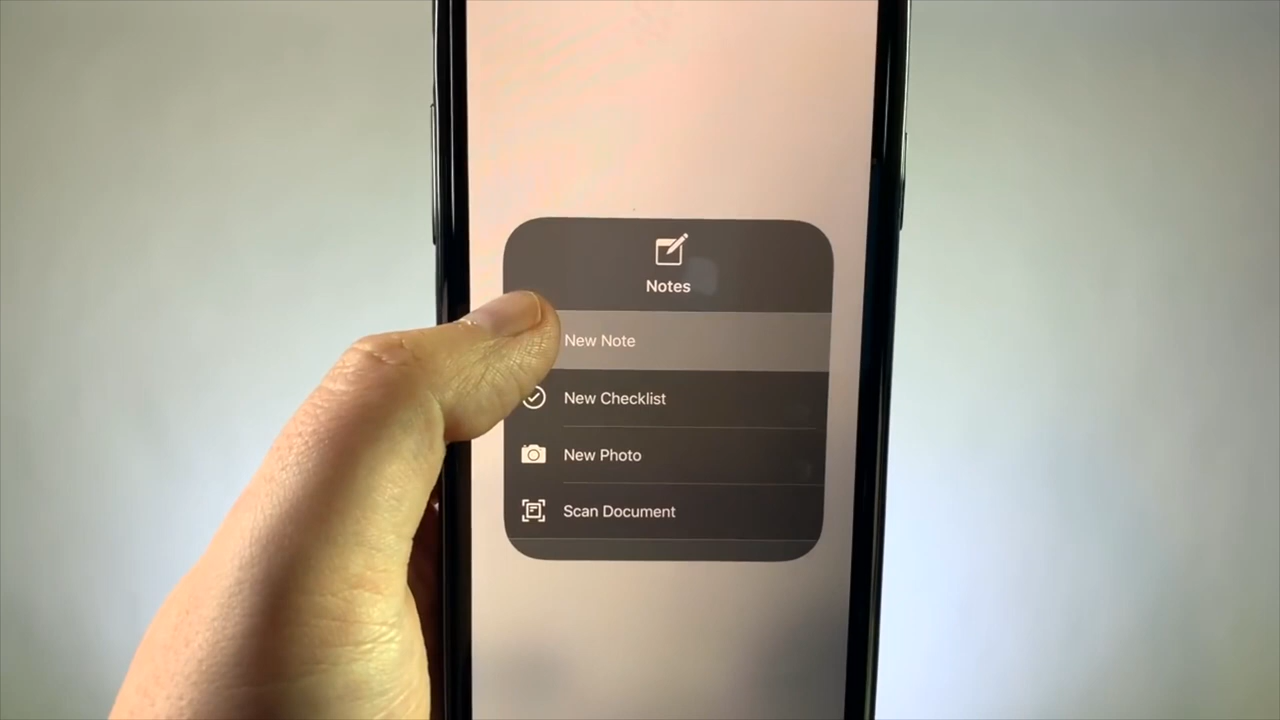 Notes
New Note
New Checklist
New Photo
Scan Document